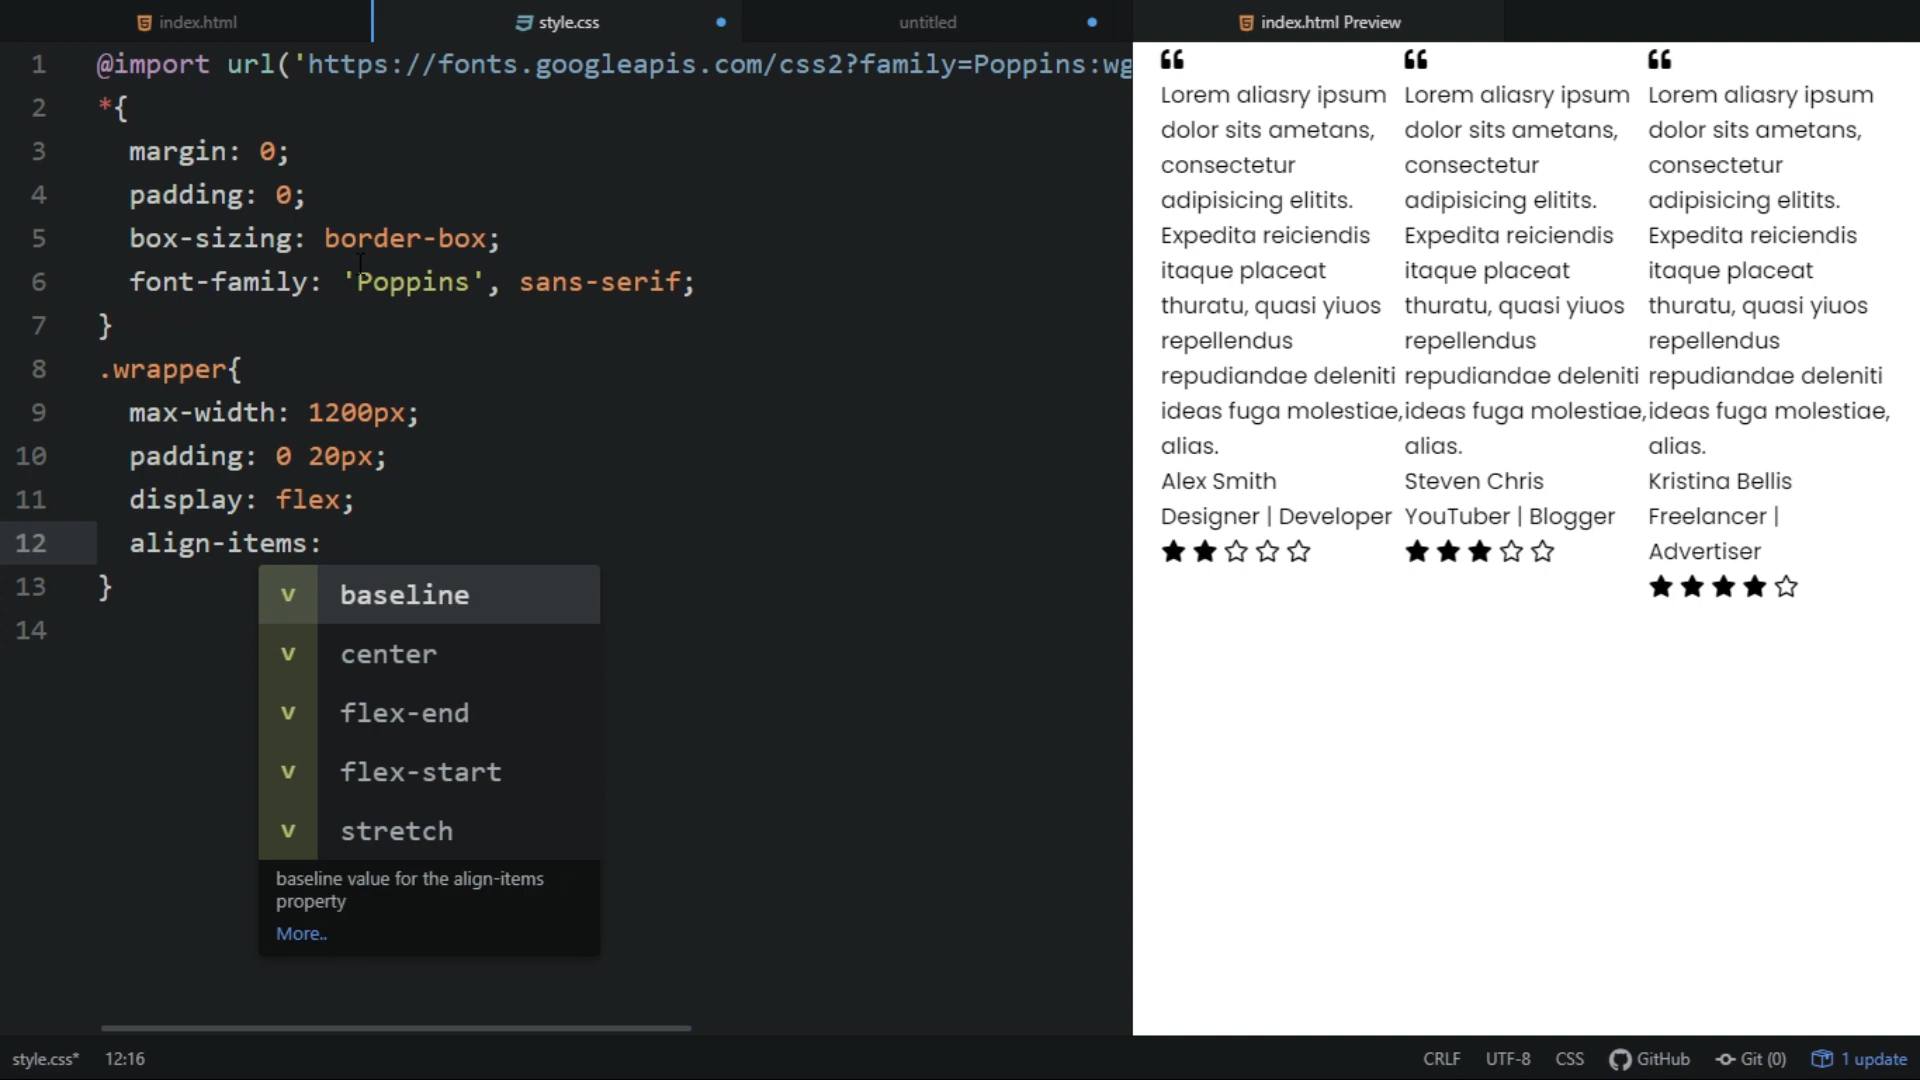 index.html
style.css
untitled
index.html Preview
1 @import url('https://fonts.googleapis.com/css2?family=Poppins:wg
2 *{
3 margin: 0;
4 padding: 0;
5 box-sizing: border-box;
6 font-family: 'Poppins', sans-serif;
7 }
8 .wrapper{
9 max-width: 1200px;
10 padding: 0 20px;
11 display: flex;
12 align-items:
13 }
14
v baseline
v center
v flex-end
v flex-start
v stretch
baseline value for the align-items
property
More..
Lorem aliasry ipsum
dolor sits ametans,
consectetur
adipisicing elitits.
Expedita reiciendis
itaque placeat
thuratu, quasi yiuos
repellendus
repudiandae deleniti
ideas fuga molestiae,
alias.
Alex Smith
Designer | Developer
Lorem aliasry ipsum
dolor sits ametans,
consectetur
adipisicing elitits.
Expedita reiciendis
itaque placeat
thuratu, quasi yiuos
repellendus
repudiandae deleniti
ideas fuga molestiae,
alias.
Steven Chris
YouTuber | Blogger
Lorem aliasry ipsum
dolor sits ametans,
consectetur
adipisicing elitits.
Expedita reiciendis
itaque placeat
thuratu, quasi yiuos
repellendus
repudiandae deleniti
ideas fuga molestiae,
alias.
Kristina Bellis
Freelancer |
Advertiser
style.css* 12:16
CRLF UTF-8 CSS GitHub Git (0) 1 update